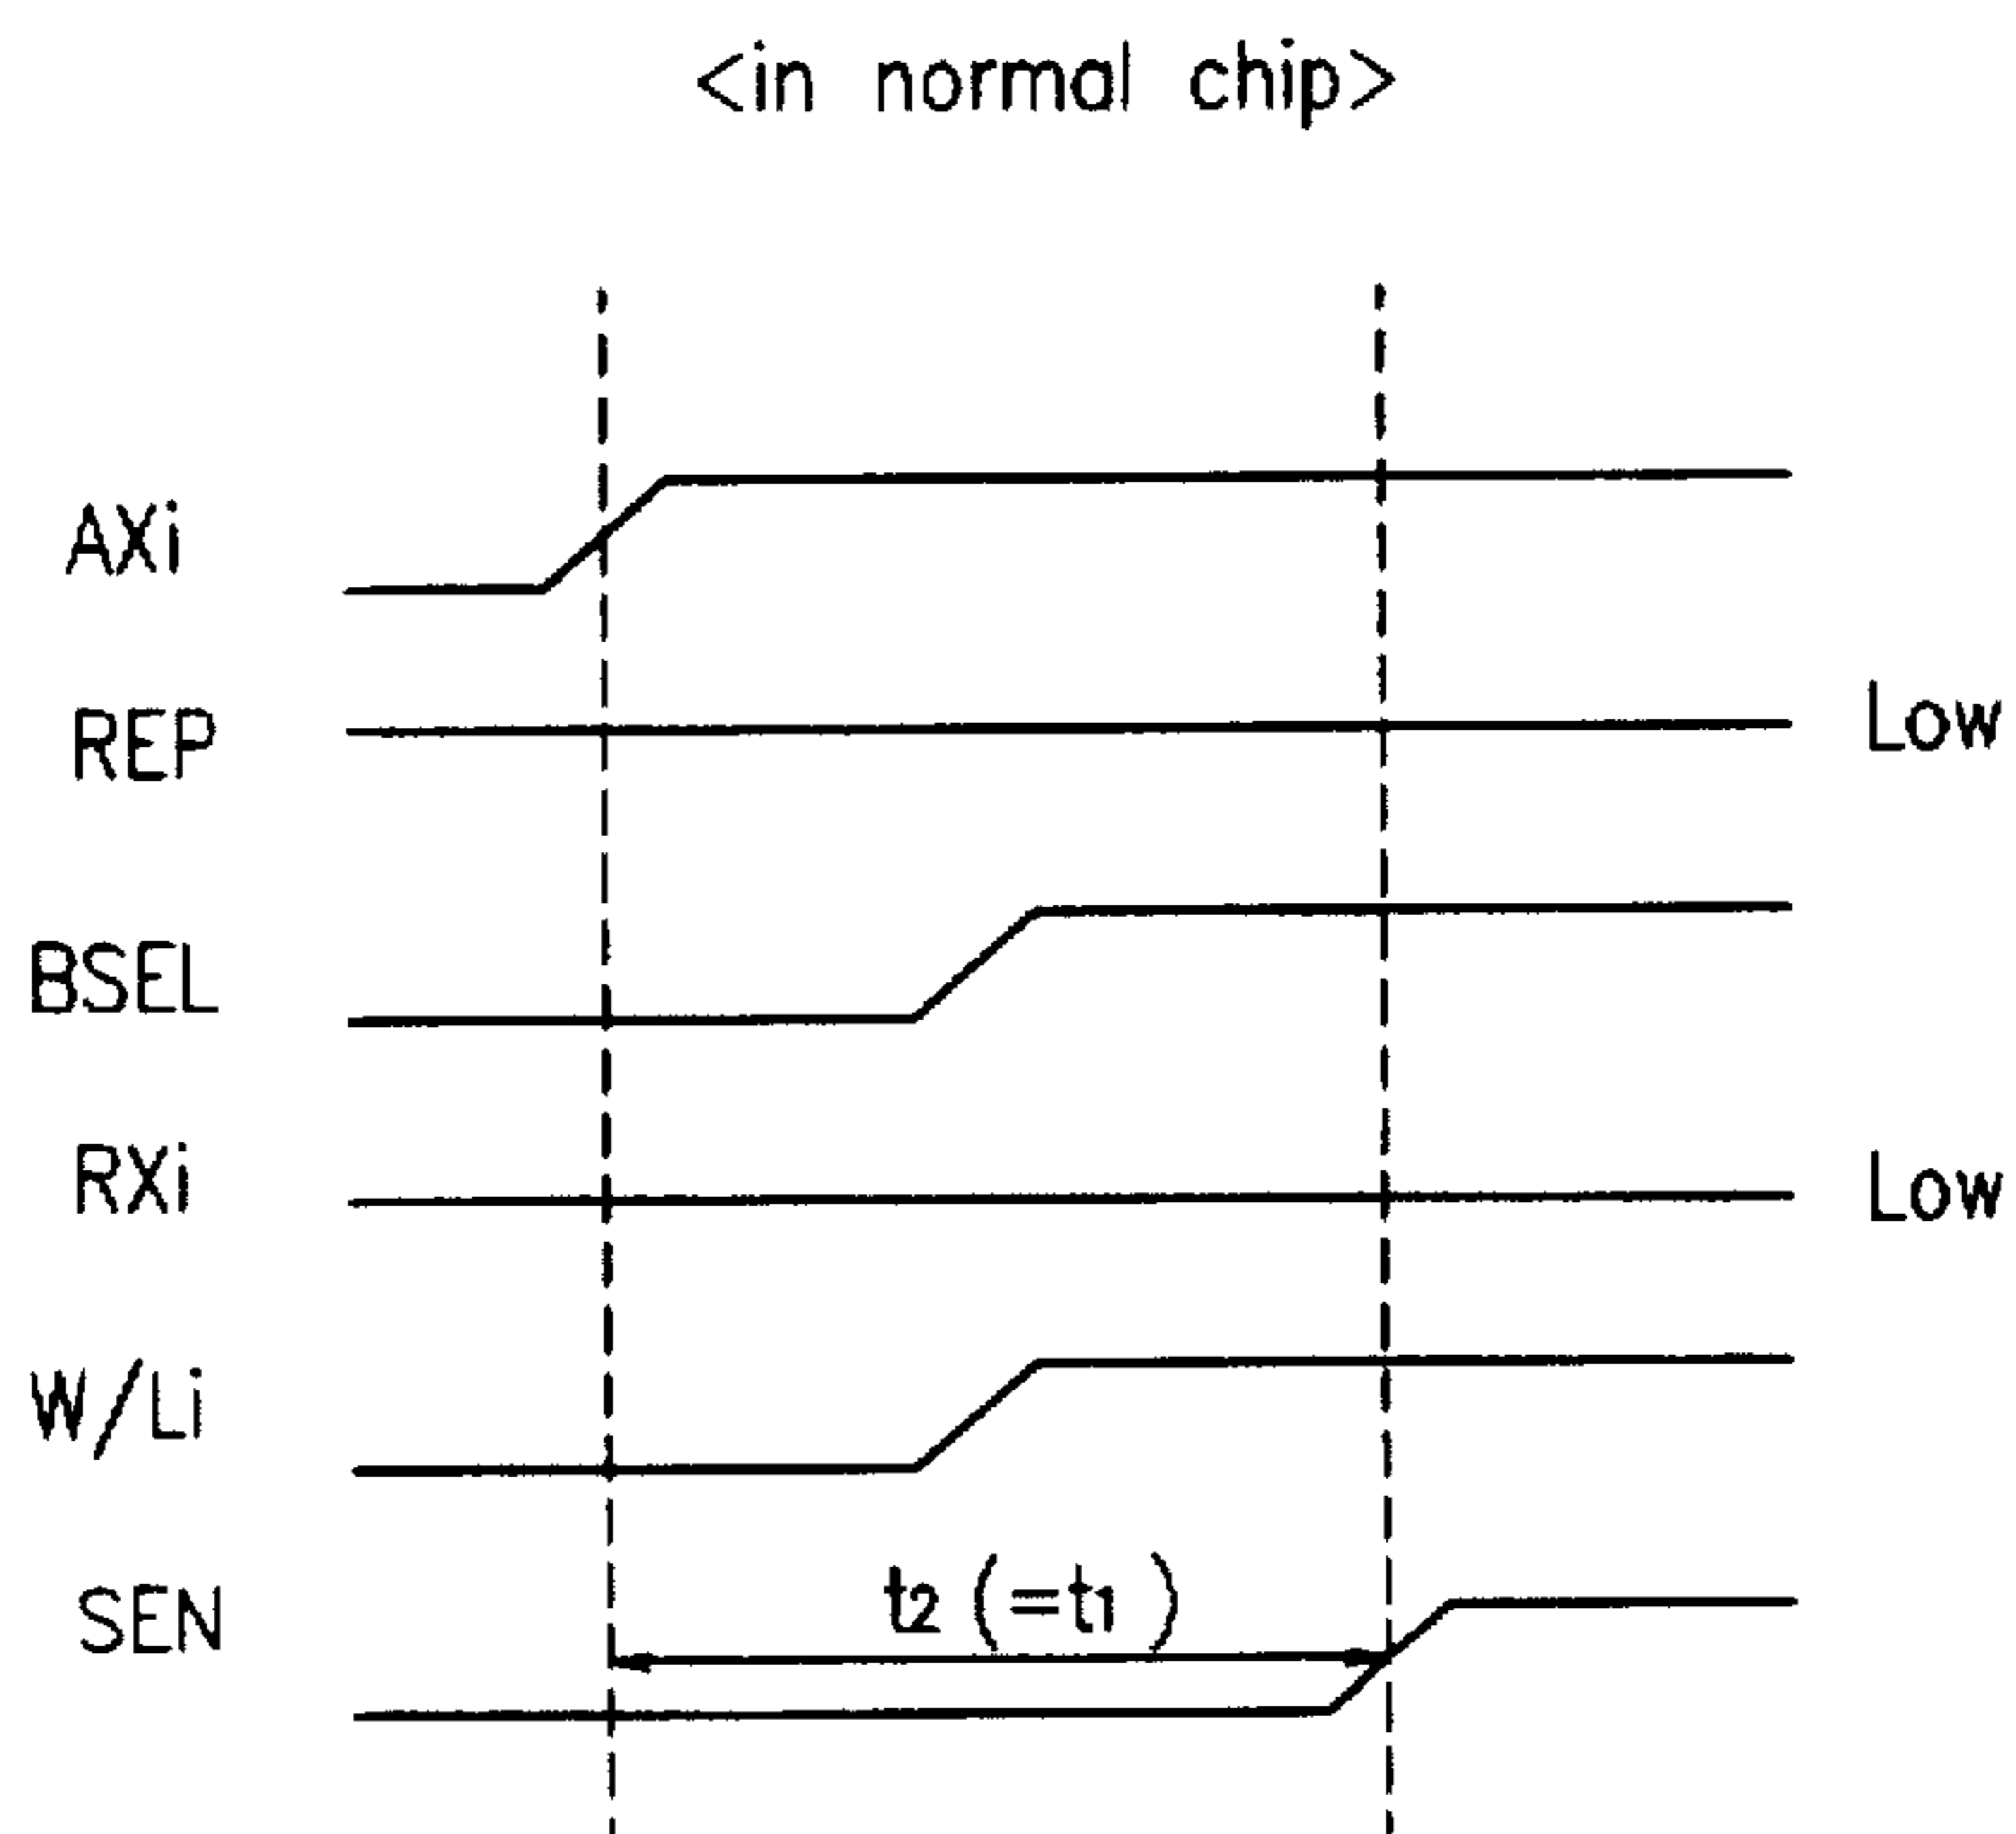 <in normal chip>
AXi
REP Low
BSEL
RXi Low
W/Li
t2 (=t1)
SEN